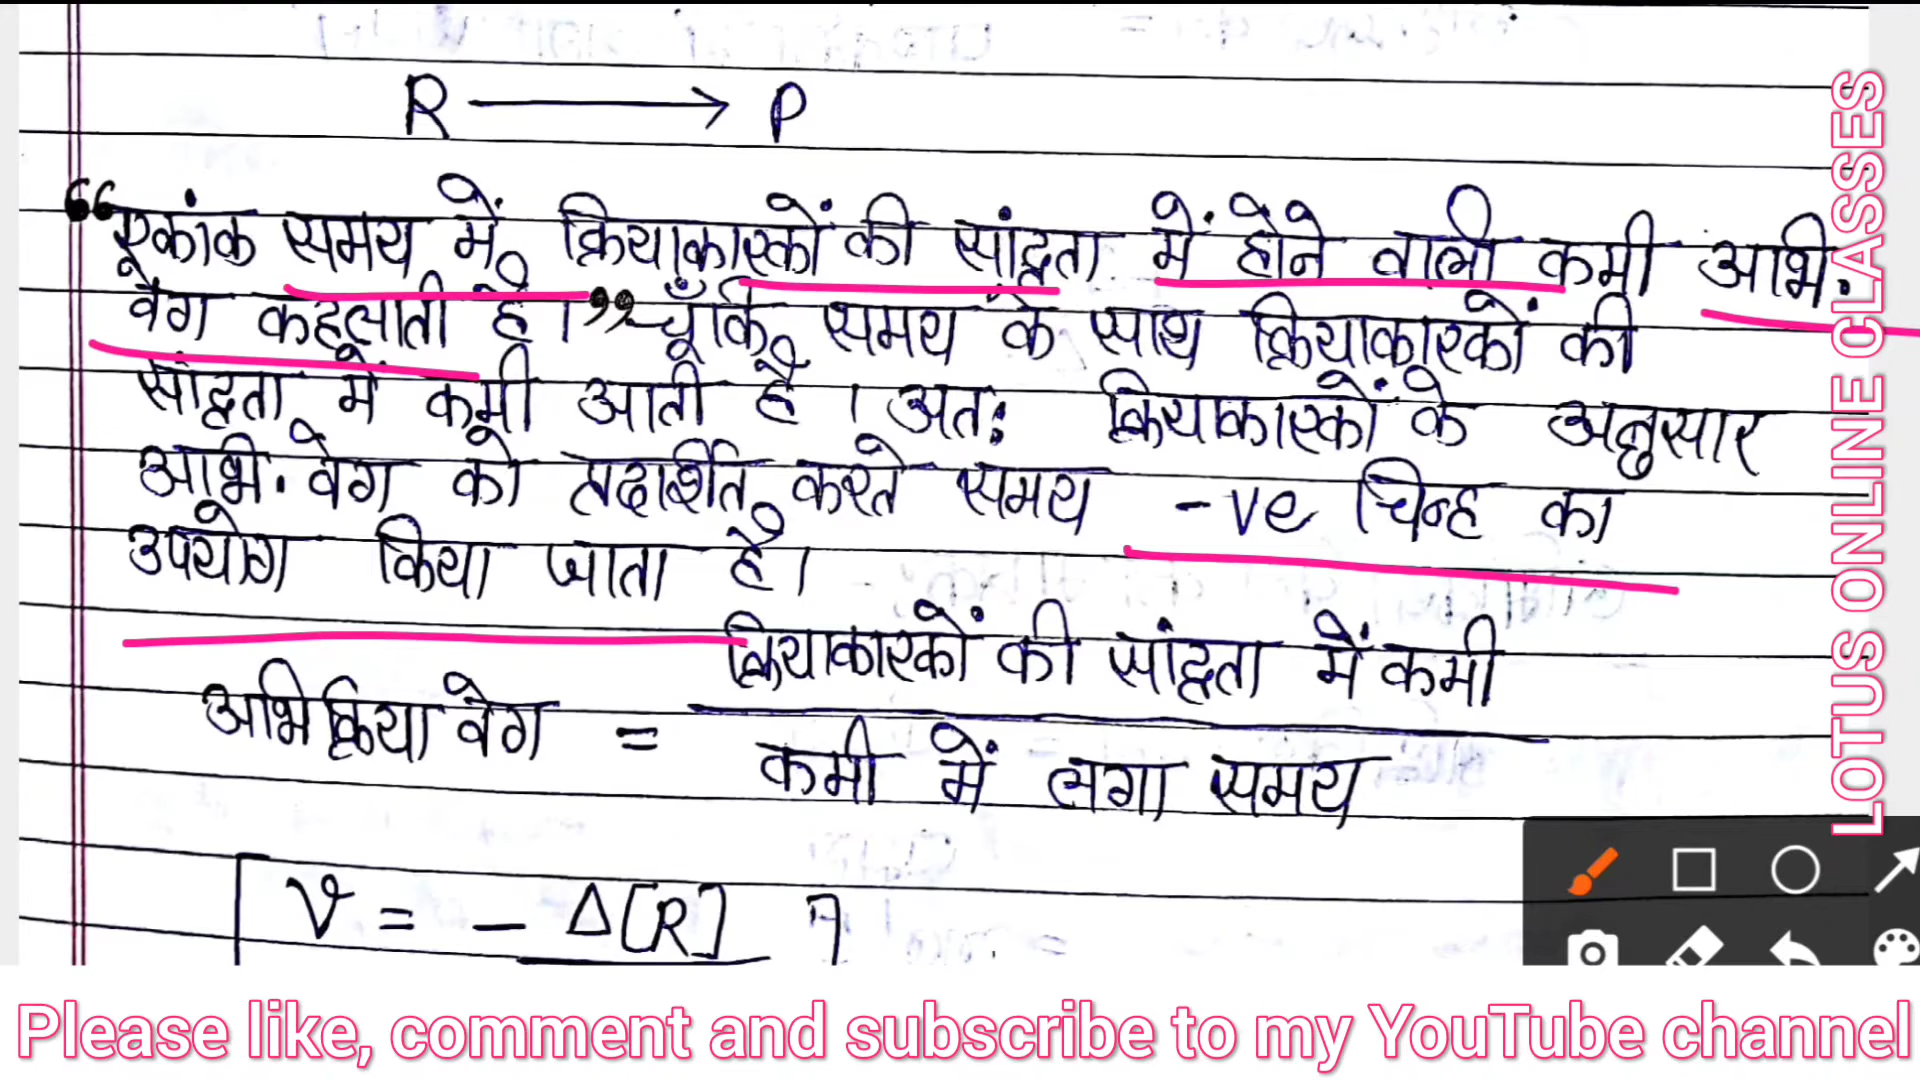 R ⟶ P
“एकांक समय में क्रियाकारकों की सांद्रता में होने वाली कमी अभि.
वेग कहलाती है।” चूँकि समय के साथ क्रियाकारकों की
सांद्रता में कमी आती है। अतः क्रियाकारकों के अनुसार
अभि. वेग को प्रदर्शित करते समय -ve चिन्ह का
उपयोग किया जाता है।
क्रियाकारकों की सांद्रता में कमी
अभिक्रिया वेग =
कमी में लगा समय
V = - Δ[R]
LOTUS ONLINE CLASSES
Please like, comment and subscribe to my YouTube channel